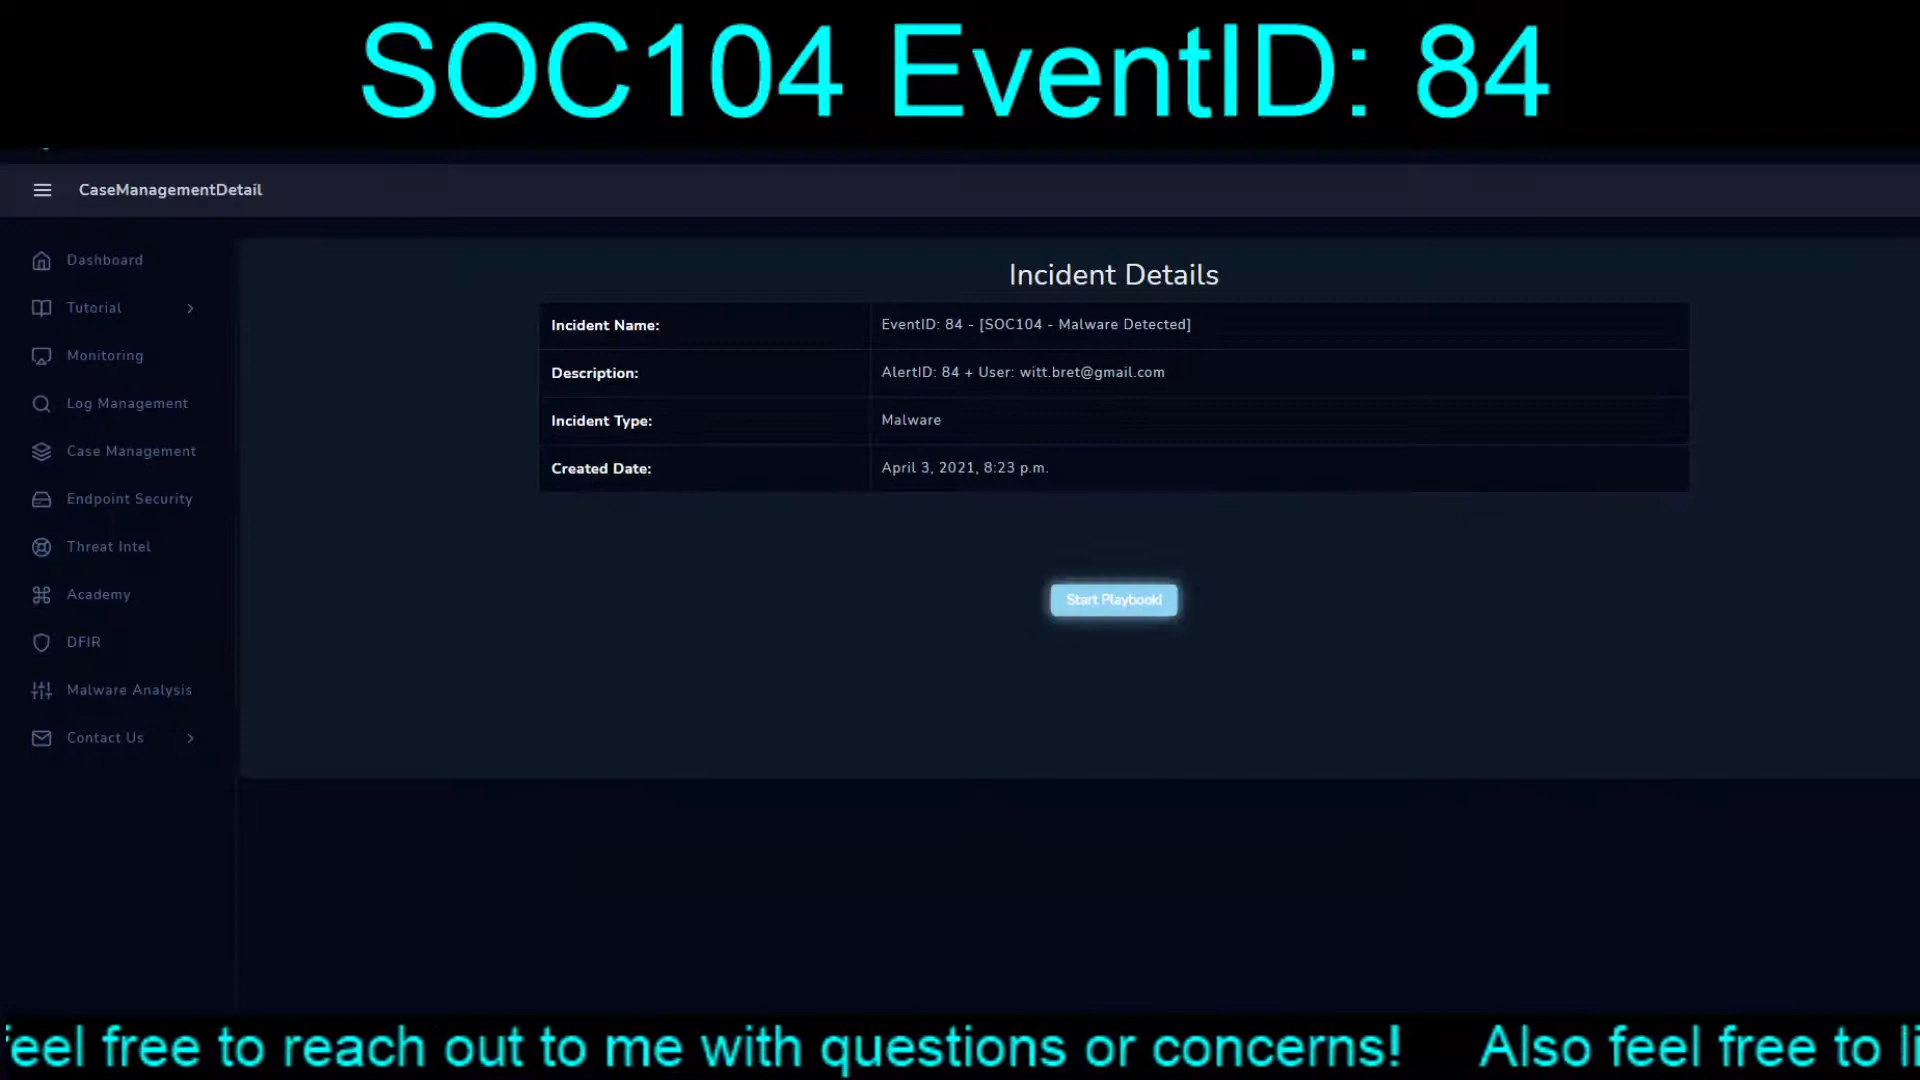 SOC104 EventID: 84
CaseManagementDetail
Dashboard
Tutorial
Monitoring
Log Management
Case Management
Endpoint Security
Threat Intel
Academy
DFIR
Malware Analysis
Contact Us
Incident Details
Incident Name: EventID: 84 - [SOC104 - Malware Detected]
Description: AlertID: 84 + User: witt.bret@gmail.com
Incident Type: Malware
Created Date: April 3, 2021, 8:23 p.m.
Start Playbook!
feel free to reach out to me with questions or concerns! Also feel free to li